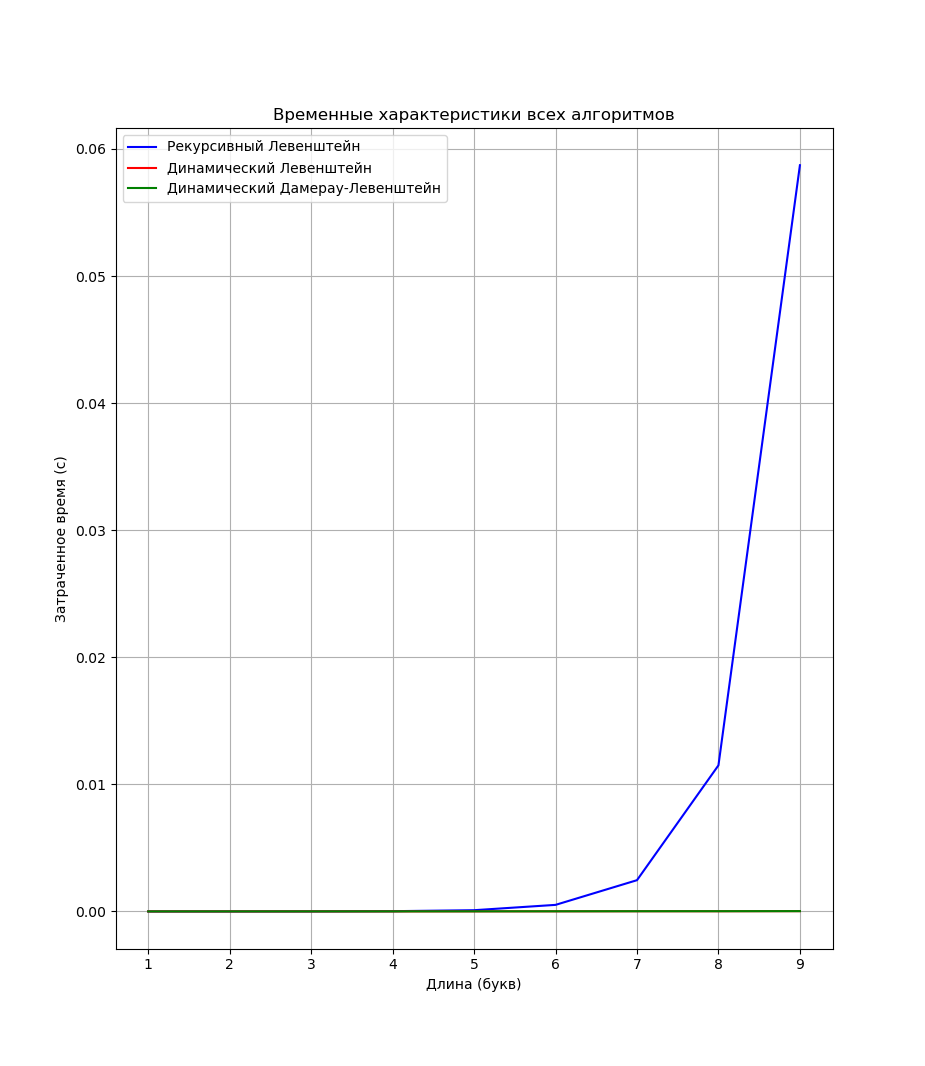 Временные характеристики всех алгоритмов
Рекурсивный Левенштейн
Динамический Левенштейн
Динамический Дамерау-Левенштейн
0.06
0.05
0.04
0.03
0.02
0.01
0.00
Затраченное время (с)
1 2 3 4 5 6 7 8 9
Длина (букв)